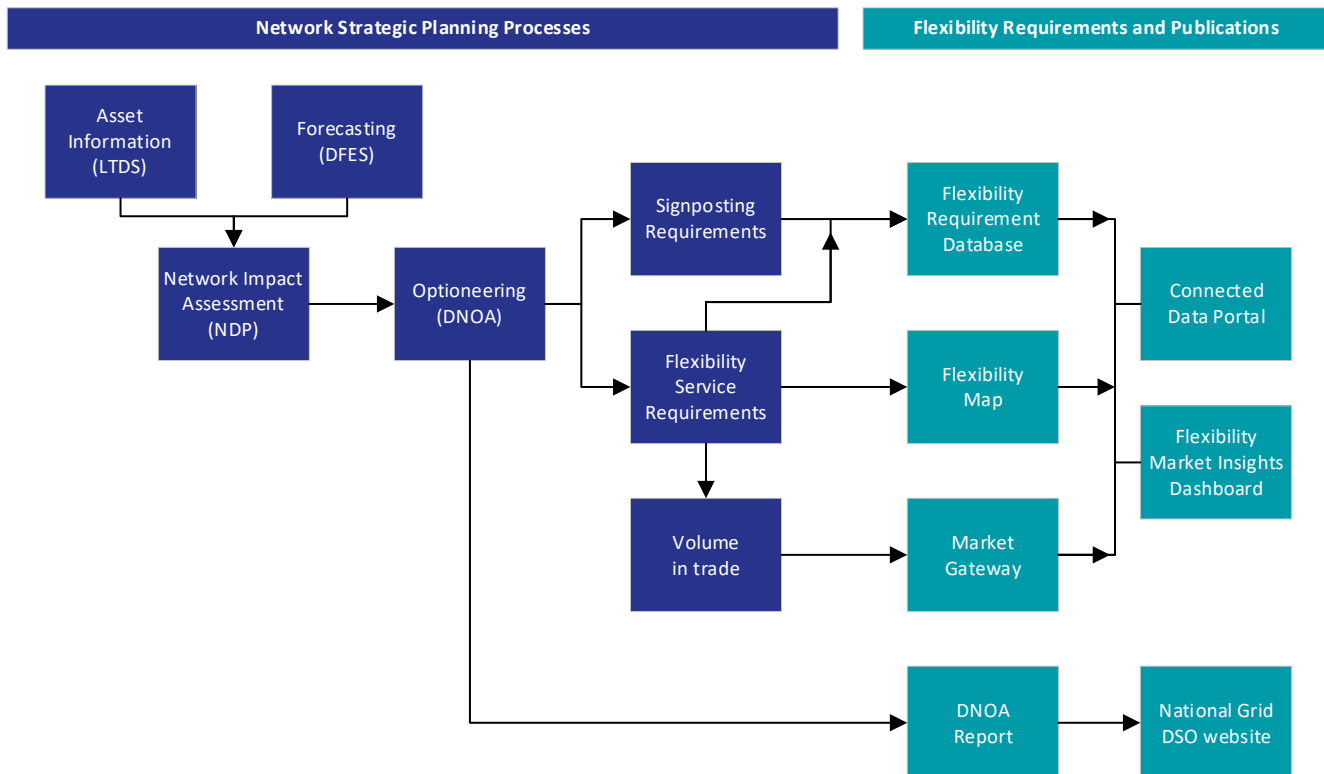 Network Strategic Planning Processes
Flexibility Requirements and Publications
Asset
Information
(LTDS)
Forecasting
(DFES)
Network Impact
Assessment
(NDP)
Optioneering
(DNOA)
Signposting
Requirements
Flexibility
Service
Requirements
Volume
in trade
Flexibility
Requirement
Database
Flexibility
Map
Market
Gateway
DNOA
Report
Connected
Data Portal
Flexibility
Market Insights
Dashboard
National Grid
DSO website